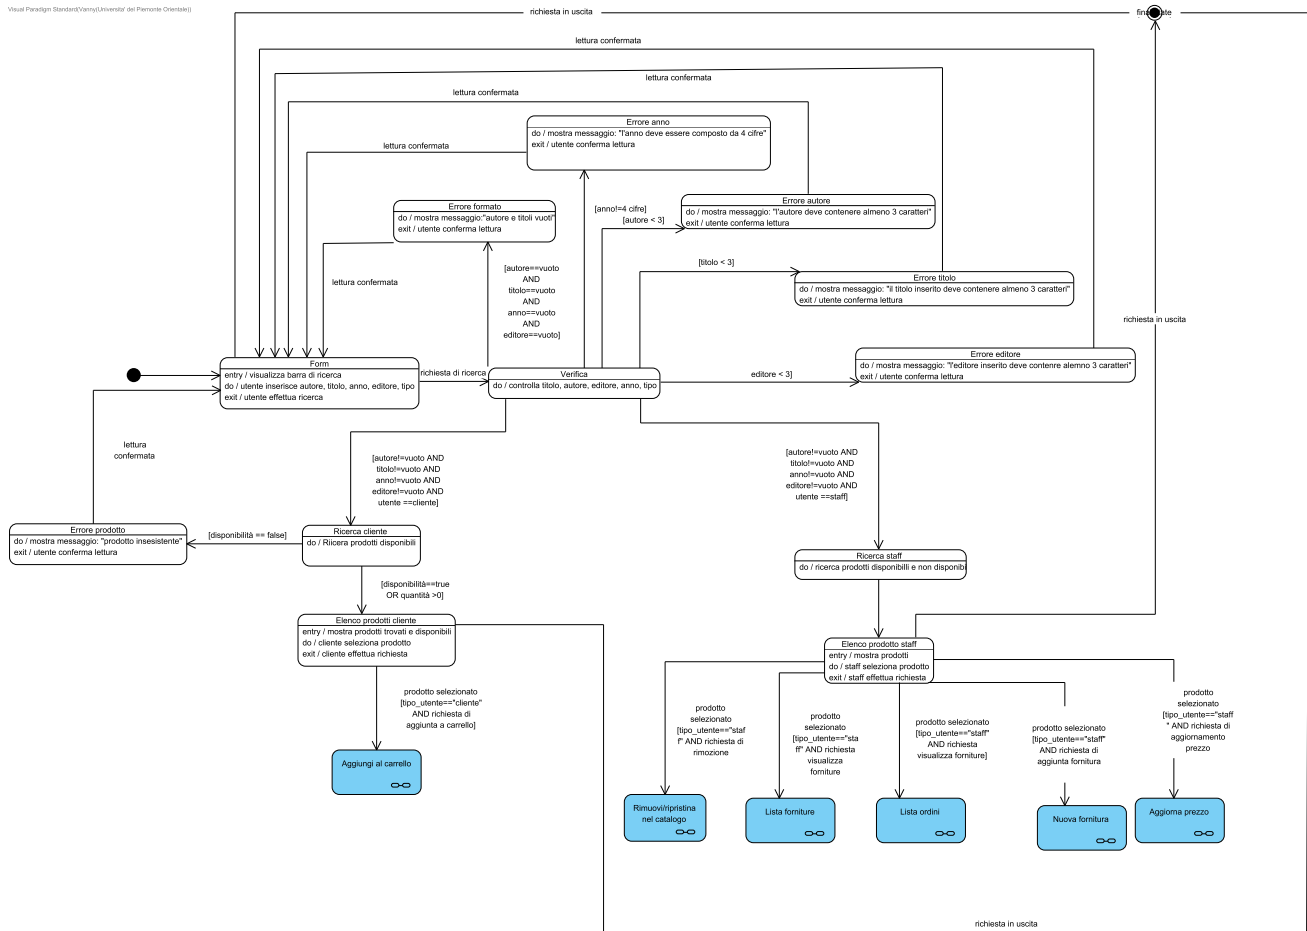 Visual Paradigm Standard(Vanny(Universita' del Piemonte Orientale))
richiesta in uscita
lettura confermata
lettura confermata
lettura confermata
Errore anno
do / mostra messaggio: "l'anno deve essere composto da 4 cifre"
exit / utente conferma lettura
lettura confermata
Errore formato
do / mostra messaggio:"autore e titoli vuoti"
exit / utente conferma lettura
[anno!=4 cifre]
[autore < 3]
Errore autore
do / mostra messaggio: "l'autore deve contenere almeno 3 caratteri"
exit / utente conferma lettura
[titolo < 3]
Errore titolo
do / mostra messaggio: "il titolo inserito deve contenere almeno 3 caratteri"
exit / utente conferma lettura
lettura confermata
[autore==vuoto
AND
titolo==vuoto
AND
anno==vuoto
AND
editore==vuoto]
richiesta in uscita
Errore editore
do / mostra messaggio: "l'editore inserito deve contenre alemno 3 caratteri"
exit / utente conferma lettura
Form
entry / visualizza barra di ricerca
do / utente inserisce autore, titolo, anno, editore, tipo
exit / utente effettua ricerca
richiesta di ricerca
Verifica
do / controlla titolo, autore, editore, anno, tipo
editore < 3]
lettura
confermata
[autore!=vuoto AND
titolo!=vuoto AND
anno!=vuoto AND
editore!=vuoto AND
utente ==cliente]
[autore!=vuoto AND
titolo!=vuoto AND
anno!=vuoto AND
editore!=vuoto AND
utente ==staff]
Errore prodotto
do / mostra messaggio: "prodotto insesistente"
exit / utente conferma lettura
[disponibilità == false]
Ricerca cliente
do / Riicera prodotti disponibili
Ricerca staff
do / ricerca prodotti disponibilli e non disponibi
[disponibilità==true
OR quantità >0]
Elenco prodotti cliente
entry / mostra prodotti trovati e disponibili
do / cliente seleziona prodotto
exit / cliente effettua richiesta
Elenco prodotto staff
entry / mostra prodotti
do / staff seleziona prodotto
exit / staff effettua richiesta
prodotto selezionato
[tipo_utente=="cliente"
AND richiesta di
aggiunta a carrello]
prodotto
selezionato
[tipo_utente=="staf
f" AND richiesta di
rimozione
prodotto
selezionato
[tipo_utente=="sta
ff" AND richiesta
visualizza
forniture
prodotto selezionato
[tipo_utente=="staff"
AND richiesta
visualizza forniture]
prodotto selezionato
[tipo_utente=="staff"
AND richiesta di
aggiunta fornitura
prodotto
selezionato
[tipo_utente=="staff
" AND richiesta di
aggiornamento
prezzo
Aggiungi al carrello
Rimuovi/ripristina
nel catalogo
Lista forniture
Lista ordini
Nuova fornitura
Aggiorna prezzo
richiesta in uscita